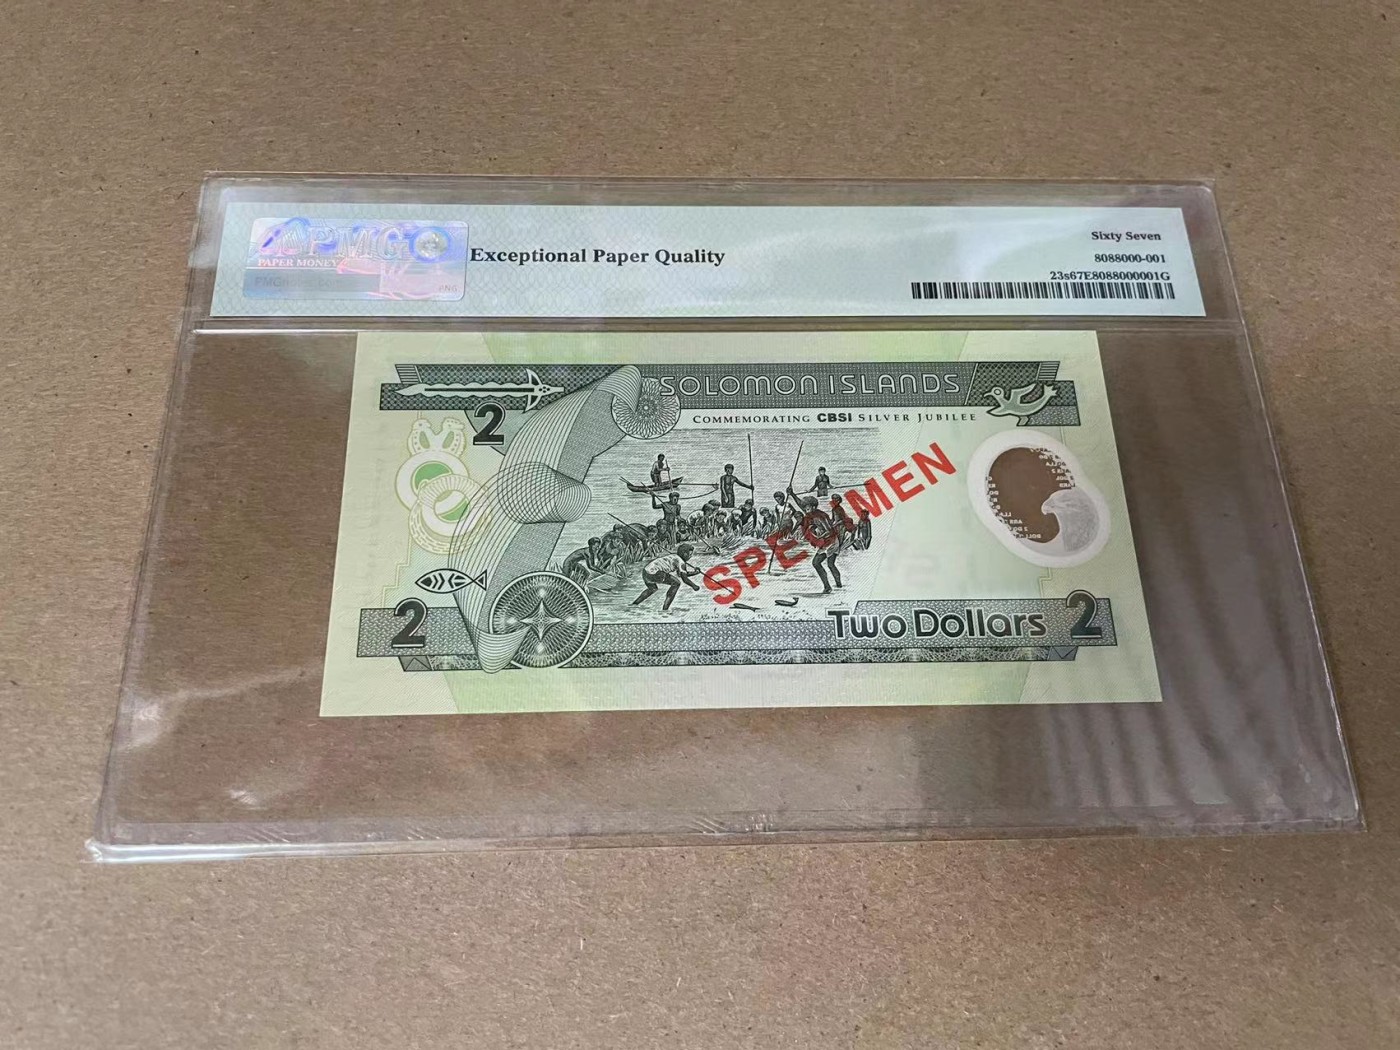 PMG
PAPER MONEY
Exceptional Paper Quality
Sixty Seven
8088000-001
23s67E8088000001G
SOLOMON ISLANDS
COMMEMORATING CBSI SILVER JUBILEE
2
SPECIMEN
2
Two Dollars 2